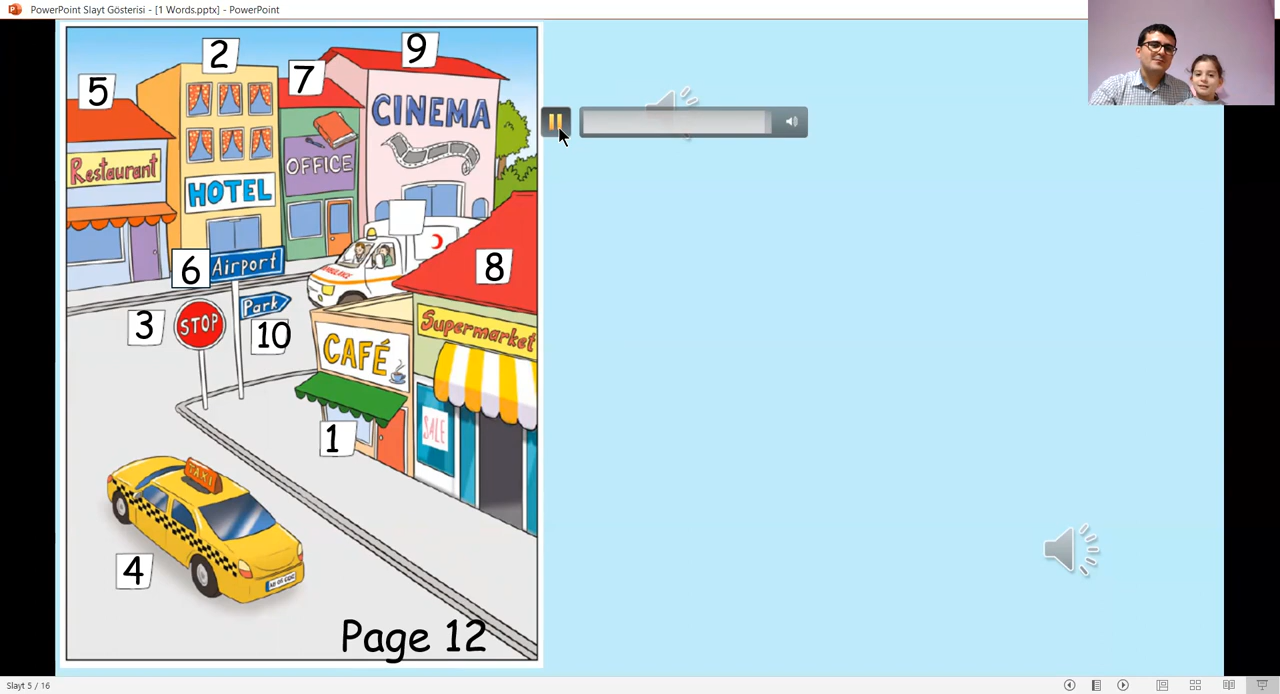 PowerPoint Slayt Gösterisi - [1 Words.pptx] - PowerPoint
2
9
7
5
CINEMA
OFFICE
Restaurant
HOTEL
6
Airport
AMBULANCE
8
3
STOP
Park
10
Supermarket
CAFÉ
SALE
1
TAXI
4
Page 12
Slayt 5 / 16